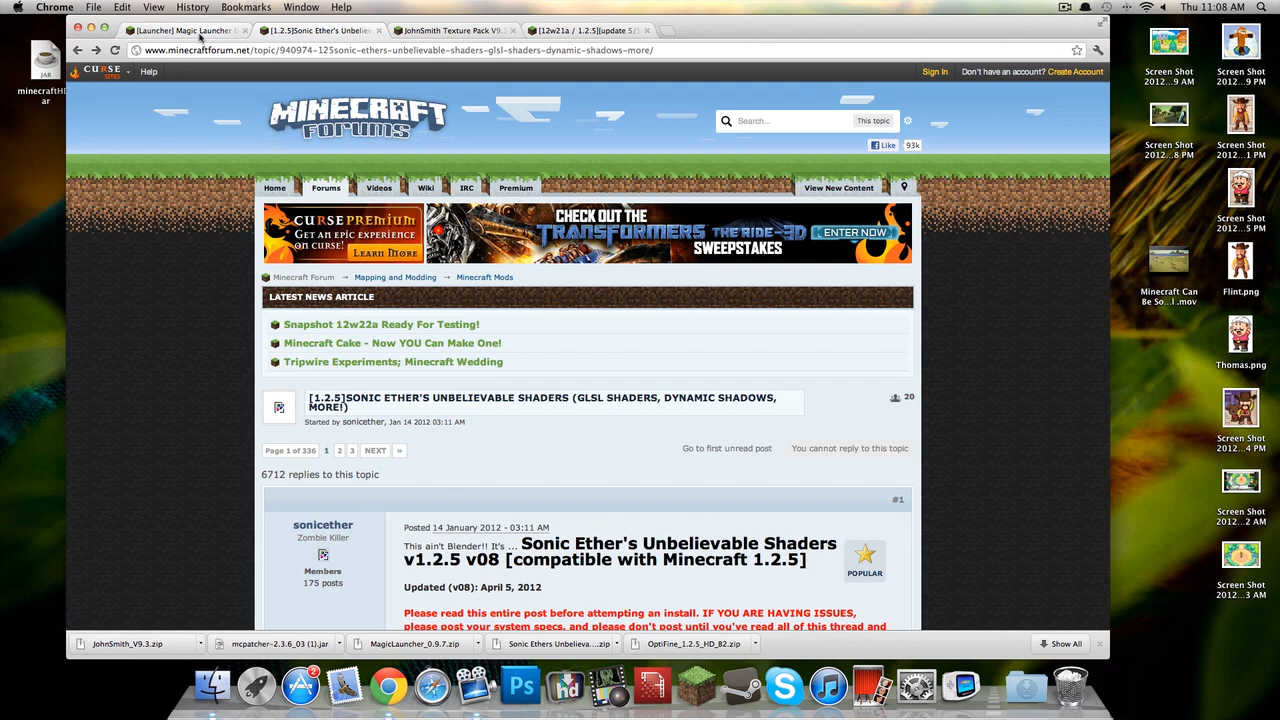 Chrome File Edit View History Bookmarks Window Help
Thu 11:08 AM
[Launcher] Magic Launcher
[1.2.5]Sonic Ether's Unbeliev
JohnSmith Texture Pack V9.3
[12w21a / 1.2.5][update 5/
www.minecraftforum.net/topic/940974-125sonic-ethers-unbelievable-shaders-glsl-shaders-dynamic-shadows-more/
CURSE SITES Help
Sign In Don't have an account? Create Account
MINECRAFT
FORUMS
Search... This topic
Like 93k
Home Forums Videos Wiki IRC Premium View New Content
CURSE PREMIUM
GET AN EPIC EXPERIENCE
ON CURSE! LEARN MORE
CHECK OUT THE
TRANSFORMERS THE RIDE-3D
SWEEPSTAKES
ENTER NOW
Minecraft Forum → Mapping and Modding → Minecraft Mods
LATEST NEWS ARTICLE
Snapshot 12w22a Ready For Testing!
Minecraft Cake - Now YOU Can Make One!
Tripwire Experiments; Minecraft Wedding
[1.2.5]SONIC ETHER'S UNBELIEVABLE SHADERS (GLSL SHADERS, DYNAMIC SHADOWS,
MORE!)
20
Started by sonicether, Jan 14 2012 03:11 AM
Page 1 of 336 1 2 3 NEXT »
Go to first unread post You cannot reply to this topic
6712 replies to this topic
#1
sonicether
Zombie Killer
Members
175 posts
Posted 14 January 2012 - 03:11 AM
This ain't Blender!! It's ... Sonic Ether's Unbelievable Shaders
v1.2.5 v08 [compatible with Minecraft 1.2.5]
POPULAR
Updated (v08): April 5, 2012
Please read this entire post before attempting an install. IF YOU ARE HAVING ISSUES,
please post your system specs, and please don't post until you've read all of this thread and
JohnSmith_V9.3.zip
mcpatcher-2.3.6_03 (1).jar
MagicLauncher_0.9.7.zip
Sonic Ethers Unbelieva....zip
OptiFine_1.2.5_HD_B2.zip
Show All
JAR
minecraftHD
ar
Screen Shot
2012...9 AM
Screen Shot
2012...9 PM
Screen Shot
2012...8 PM
Screen Shot
2012...1 PM
Screen Shot
2012...5 PM
Minecraft Can
Be So...l .mov
Flint.png
Thomas.png
Screen Shot
2012...4 PM
Screen Shot
2012...2 AM
Screen Shot
2012...3 AM
2
Ps
hd